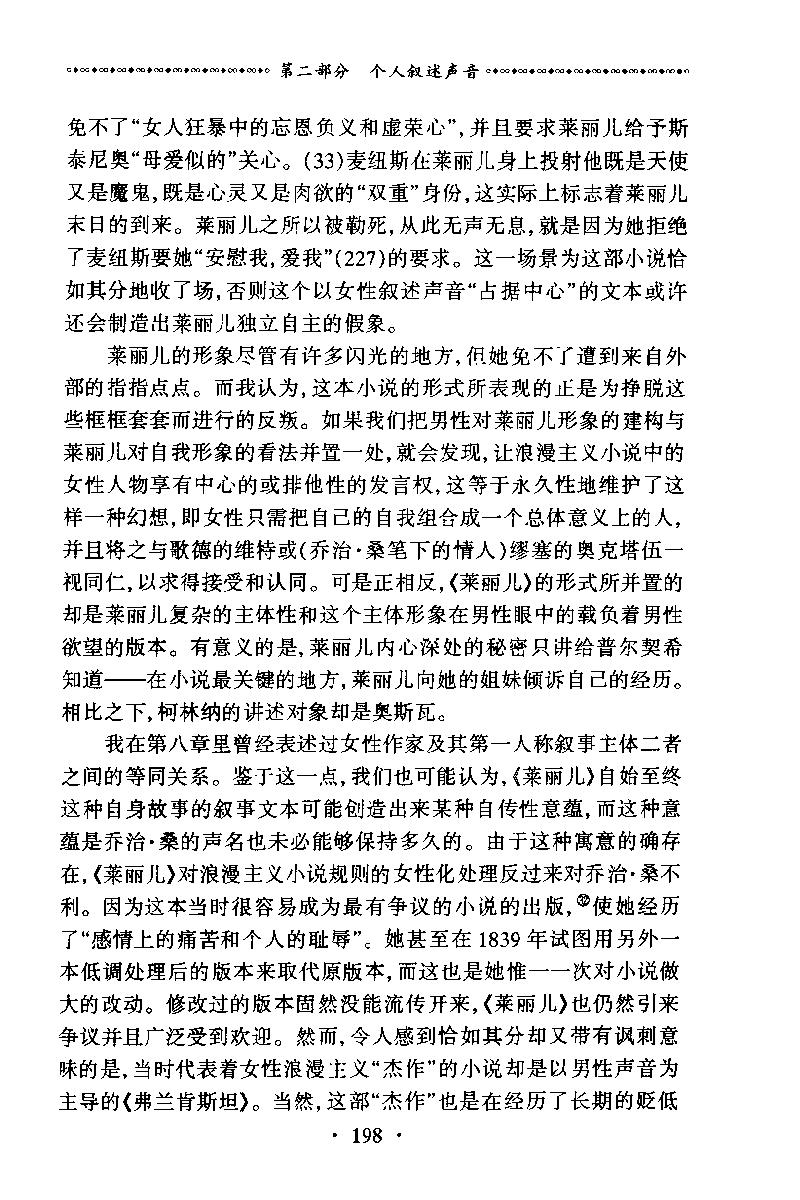 第二部分 个人叙述声音
免不了“女人狂暴中的忘恩负义和虚荣心”,并且要求莱丽儿给予斯
泰尼奥“母爱似的”关心。(33)麦纽斯在莱丽儿身上投射他既是天使
又是魔鬼,既是心灵又是肉欲的“双重”身份,这实际上标志着莱丽儿
末日的到来。莱丽儿之所以被勒死,从此无声无息,就是因为她拒绝
了麦纽斯要她“安慰我,爱我”(227)的要求。这一场景为这部小说恰
如其分地收了场,否则这个以女性叙述声音“占据中心”的文本或许
还会制造出莱丽儿独立自主的假象。
莱丽儿的形象尽管有许多闪光的地方,但她免不了遭到来自外
部的指指点点。而我认为,这本小说的形式所表现的正是为挣脱这
些框框套套而进行的反叛。如果我们把男性对莱丽儿形象的建构与
莱丽儿对自我形象的看法并置一处,就会发现,让浪漫主义小说中的
女性人物享有中心的或排他性的发言权,这等于永久性地维护了这
样一种幻想,即女性只需把自己的自我组合成一个总体意义上的人,
并且将之与歌德的维特或(乔治·桑笔下的情人)缪塞的奥克塔伍一
视同仁,以求得接受和认同。可是正相反,《莱丽儿》的形式所并置的
却是莱丽儿复杂的主体性和这个主体形象在男性眼中的载负着男性
欲望的版本。有意义的是,莱丽儿内心深处的秘密只讲给普尔契希
知道——在小说最关键的地方,莱丽儿向她的姐妹倾诉自己的经历。
相比之下,柯林纳的讲述对象却是奥斯瓦。
我在第八章里曾经表述过女性作家及其第一人称叙事主体二者
之间的等同关系。鉴于这一点,我们也可能认为,《莱丽儿》自始至终
这种自身故事的叙事文本可能创造出来某种自传性意蕴,而这种意
蕴是乔治·桑的声名也未必能够保持多久的。由于这种寓意的确存
在,《莱丽儿》对浪漫主义小说规则的女性化处理反过来对乔治·桑不
利。因为这本当时很容易成为最有争议的小说的出版,㉜使她经历
了“感情上的痛苦和个人的耻辱”。她甚至在1839年试图用另外一
本低调处理后的版本来取代原版本,而这也是她惟一一次对小说做
大的改动。修改过的版本固然没能流传开来,《莱丽儿》也仍然引来
争议并且广泛受到欢迎。然而,令人感到恰如其分却又带有讽刺意
味的是,当时代表着女性浪漫主义“杰作”的小说却是以男性声音为
主导的《弗兰肯斯坦》。当然,这部“杰作”也是在经历了长期的贬低
· 198 ·